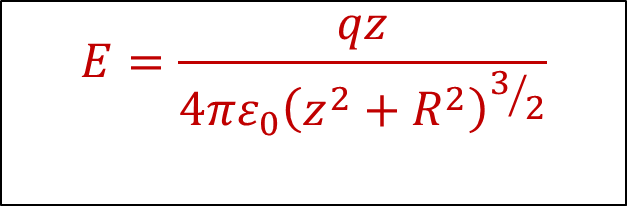 E = qz / 4πε₀(z² + R²)^3/2